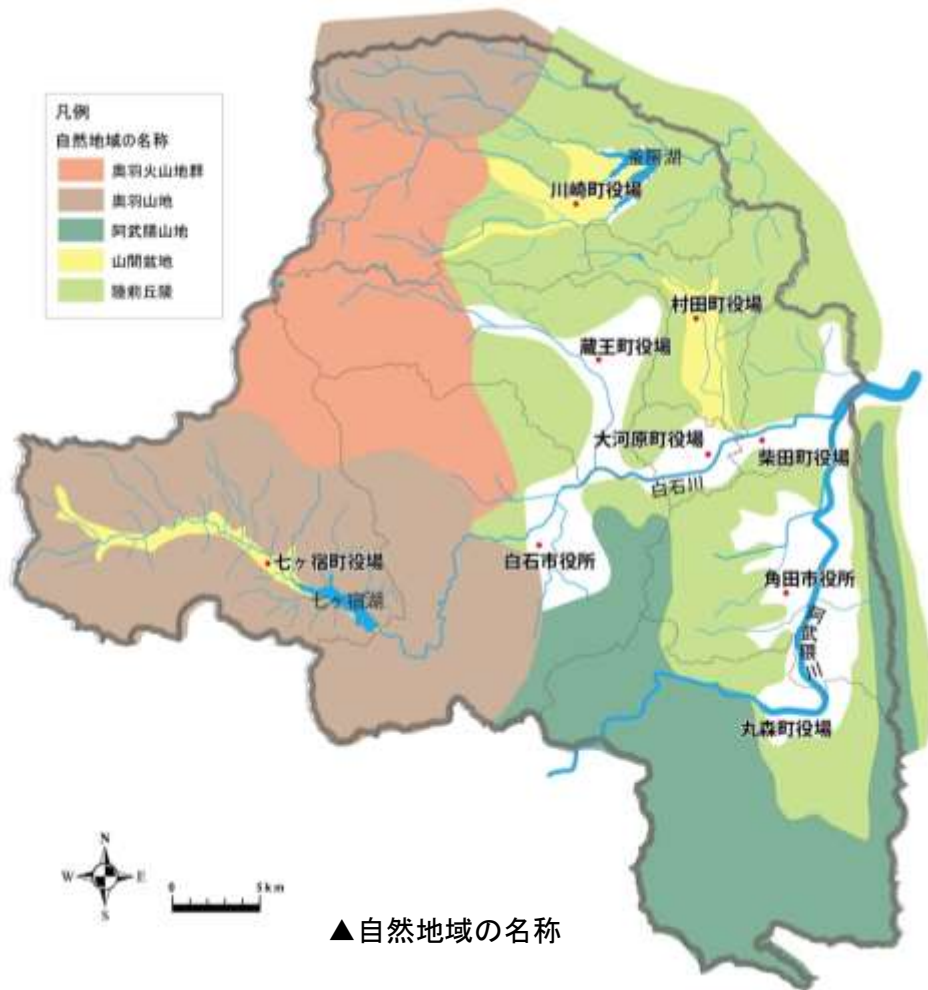 凡例
自然地域の名称
奥羽火山地群
奥羽山地
阿武隈山地
山間盆地
陸前丘陵
釜房湖
川崎町役場
村田町役場
蔵王町役場
大河原町役場
柴田町役場
白石川
白石市役所
七ヶ宿町役場
七ヶ宿湖
角田市役所
阿武隈川
丸森町役場
N
W E
S
0 5km
▲自然地域の名称